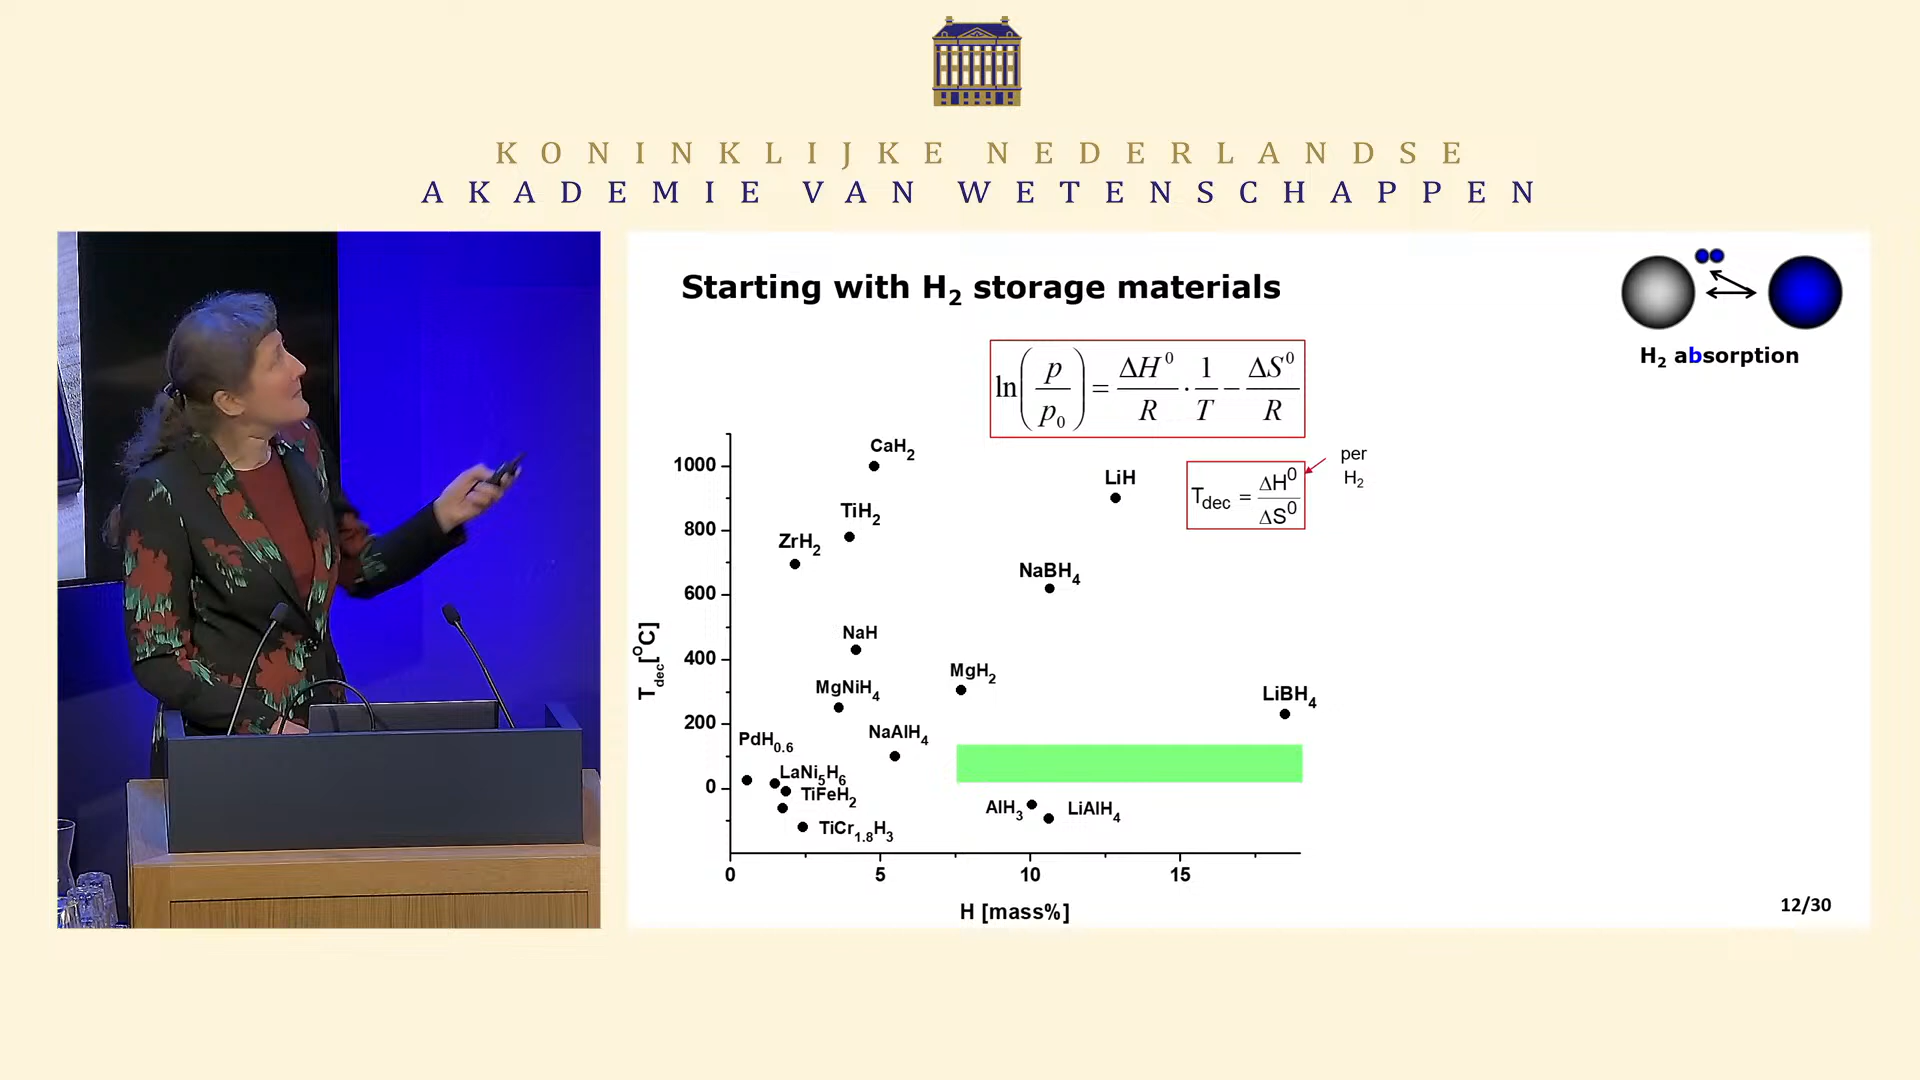 KONINKLIJKE NEDERLANDSE
AKADEMIE VAN WETENSCHAPPEN
Starting with H₂ storage materials
H₂ absorption
ln(p/p₀) = ΔH⁰/R · 1/T − ΔS⁰/R
per
H₂
T_dec = ΔH⁰/ΔS⁰
CaH₂
LiH
TiH₂
ZrH₂
NaBH₄
NaH
MgH₂
MgNiH₄
LiBH₄
NaAlH₄
PdH₀.₆
LaNi₅H₆
TiFeH₂
AlH₃
LiAlH₄
TiCr₁.₈H₃
T_dec[°C]
1000
800
600
400
200
0
0 5 10 15
H [mass%]
12/30